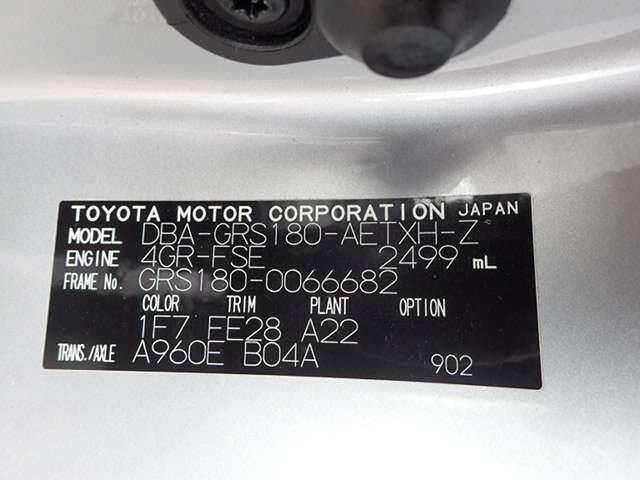 TOYOTA MOTOR CORPORATION JAPAN
MODEL DBA-GRS180-AETXH-Z
ENGINE 4GR-FSE 2499 mL
FRAME No. GRS180-0066682
COLOR TRIM PLANT OPTION
1F7 FE28 A22
TRANS./AXLE A960E B04A 902